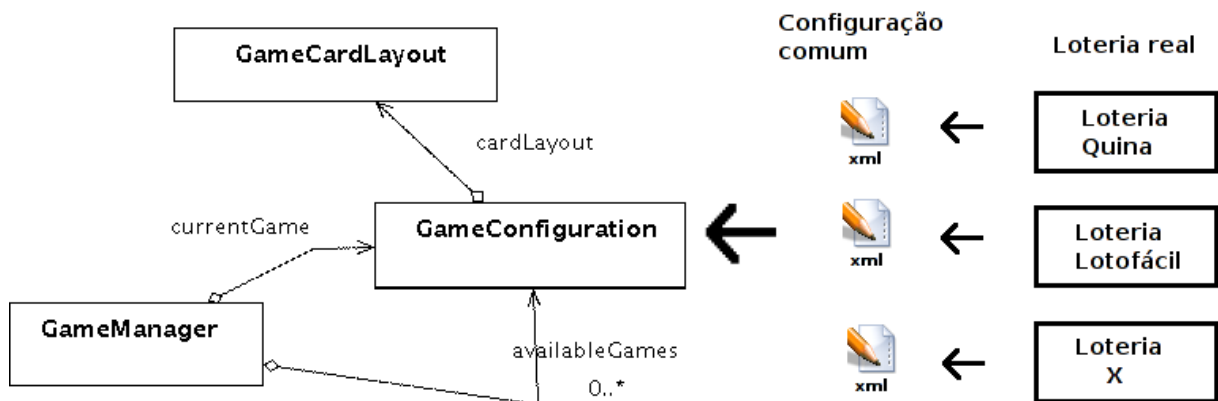 GameCardLayout
cardLayout
currentGame
GameConfiguration
GameManager
availableGames
0..*
Configuração
comum
Loteria real
xml
Loteria
Quina
xml
Loteria
Lotofácil
xml
Loteria
X